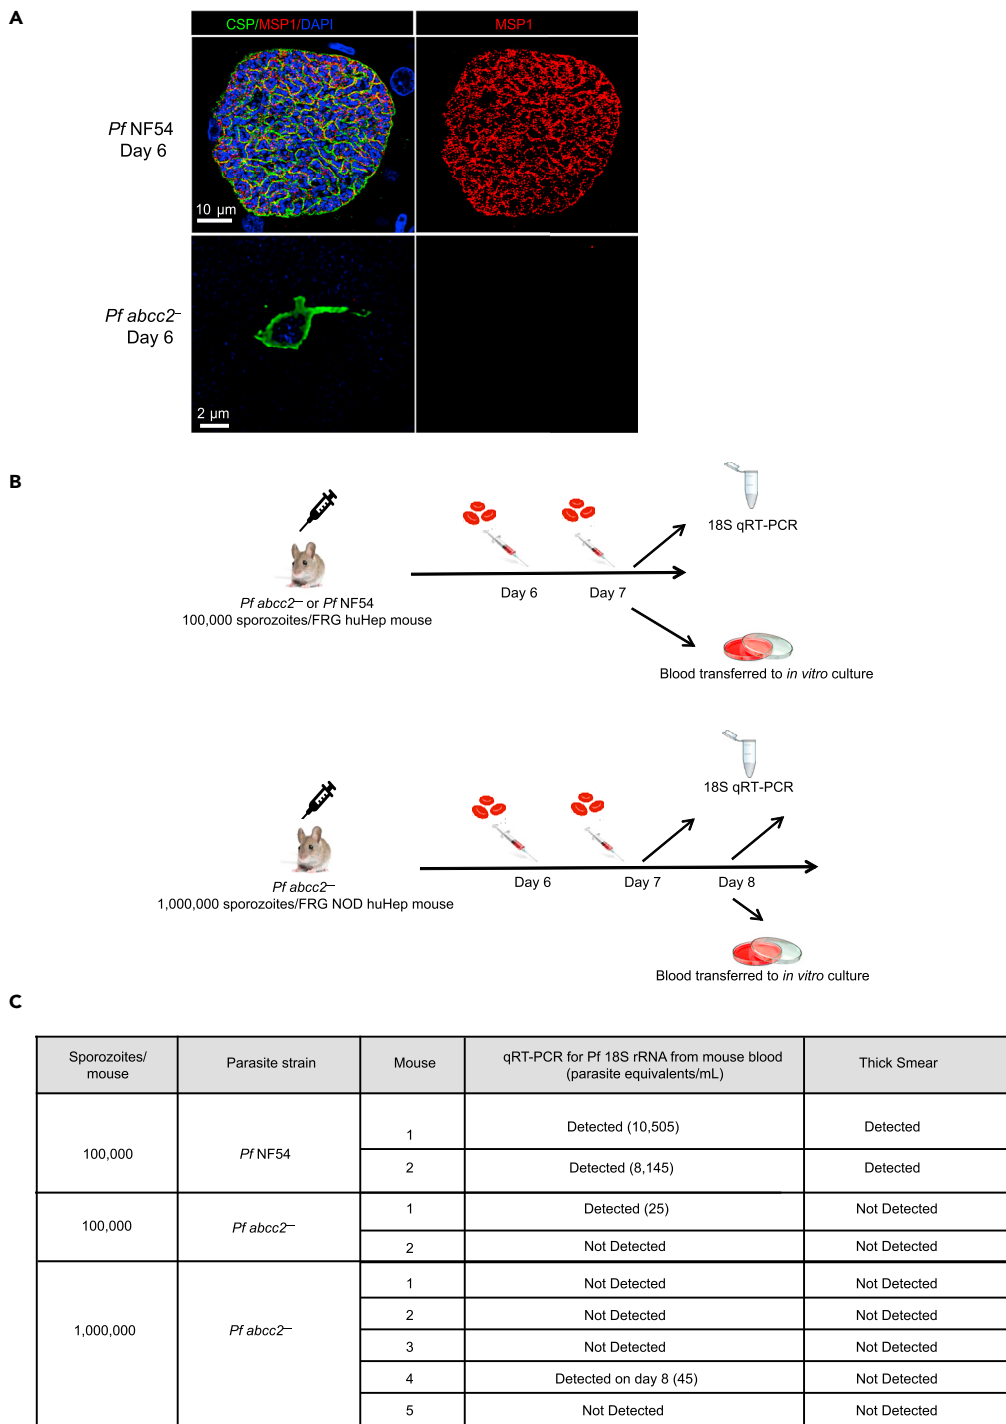 A
CSP/MSP1/DAPI
MSP1
Pf NF54
Day 6
10 µm
Pf abcc2–
Day 6
2 µm
B
18S qRT-PCR
Day 6
Day 7
Pf abcc2– or Pf NF54
100,000 sporozoites/FRG huHep mouse
Blood transferred to in vitro culture
18S qRT-PCR
Day 6
Day 7
Day 8
Pf abcc2–
1,000,000 sporozoites/FRG NOD huHep mouse
Blood transferred to in vitro culture
C
Sporozoites/
mouse
Parasite strain
Mouse
qRT-PCR for Pf 18S rRNA from mouse blood
(parasite equivalents/mL)
Thick Smear
100,000
Pf NF54
1
Detected (10,505)
Detected
2
Detected (8,145)
Detected
100,000
Pf abcc2–
1
Detected (25)
Not Detected
2
Not Detected
Not Detected
1,000,000
Pf abcc2–
1
Not Detected
Not Detected
2
Not Detected
Not Detected
3
Not Detected
Not Detected
4
Detected on day 8 (45)
Not Detected
5
Not Detected
Not Detected